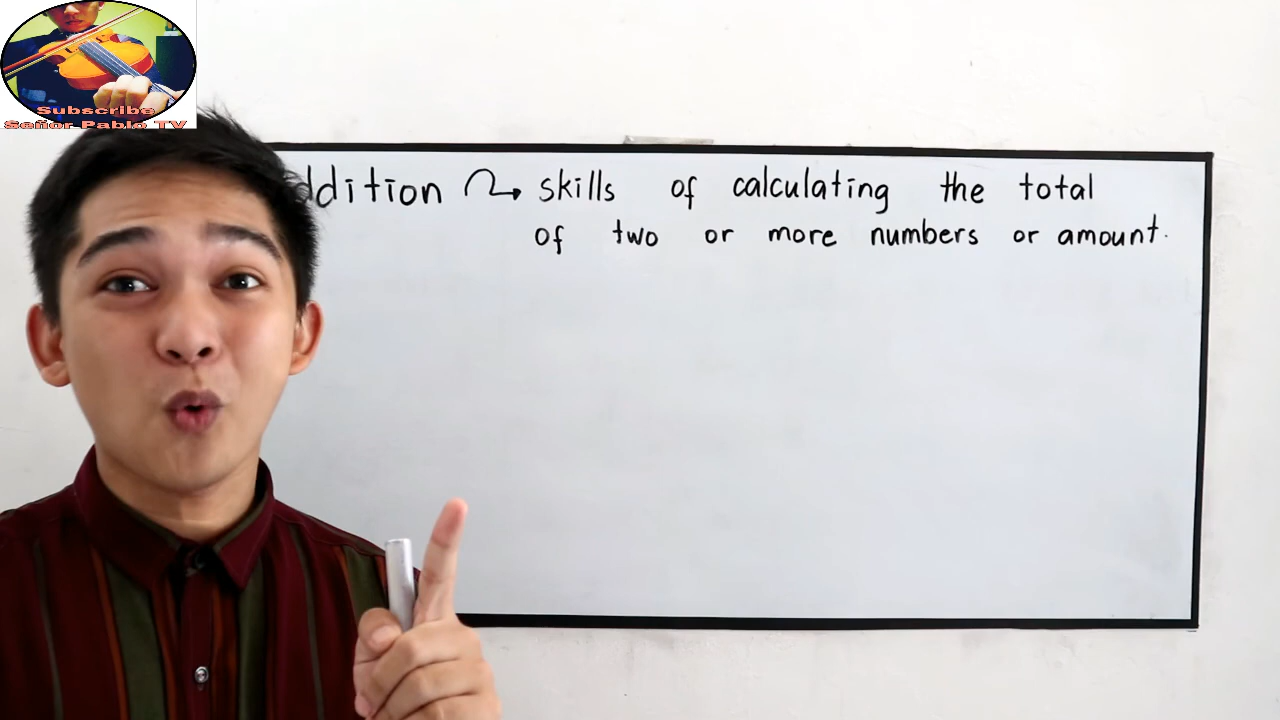 Subscribe
Señor Pablo TV
ddition ↝ skills of calculating the total
of two or more numbers or amount.